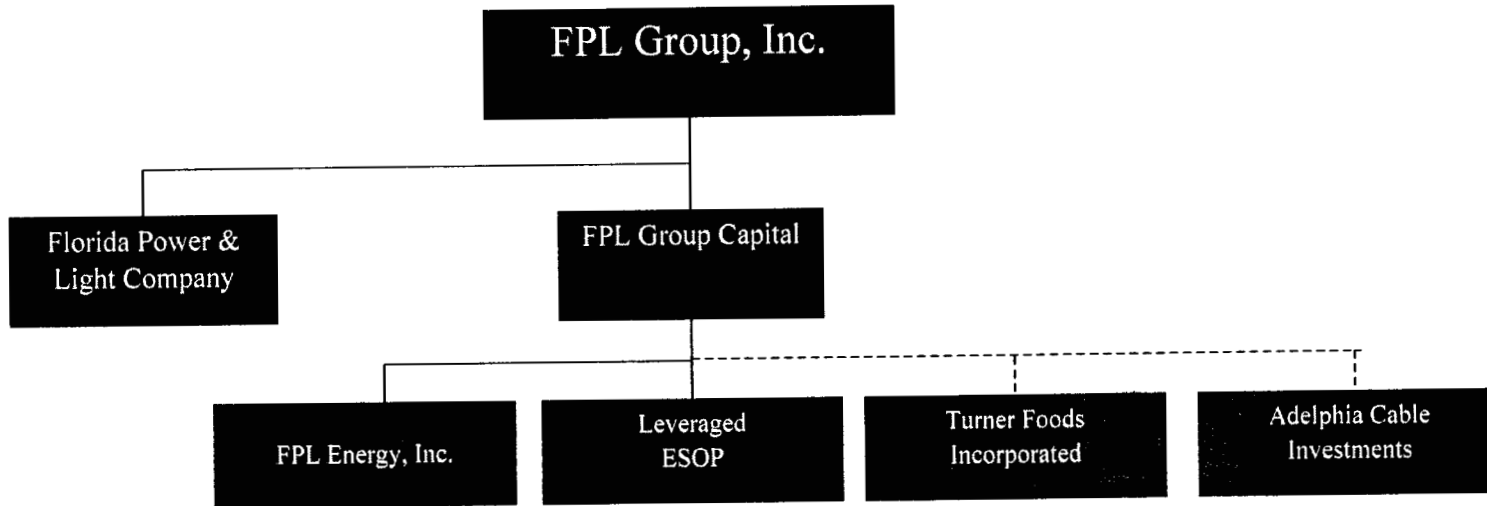 FPL Group, Inc.
Florida Power &
Light Company
FPL Group Capital
FPL Energy, Inc.
Leveraged
ESOP
Turner Foods
Incorporated
Adelphia Cable
Investments